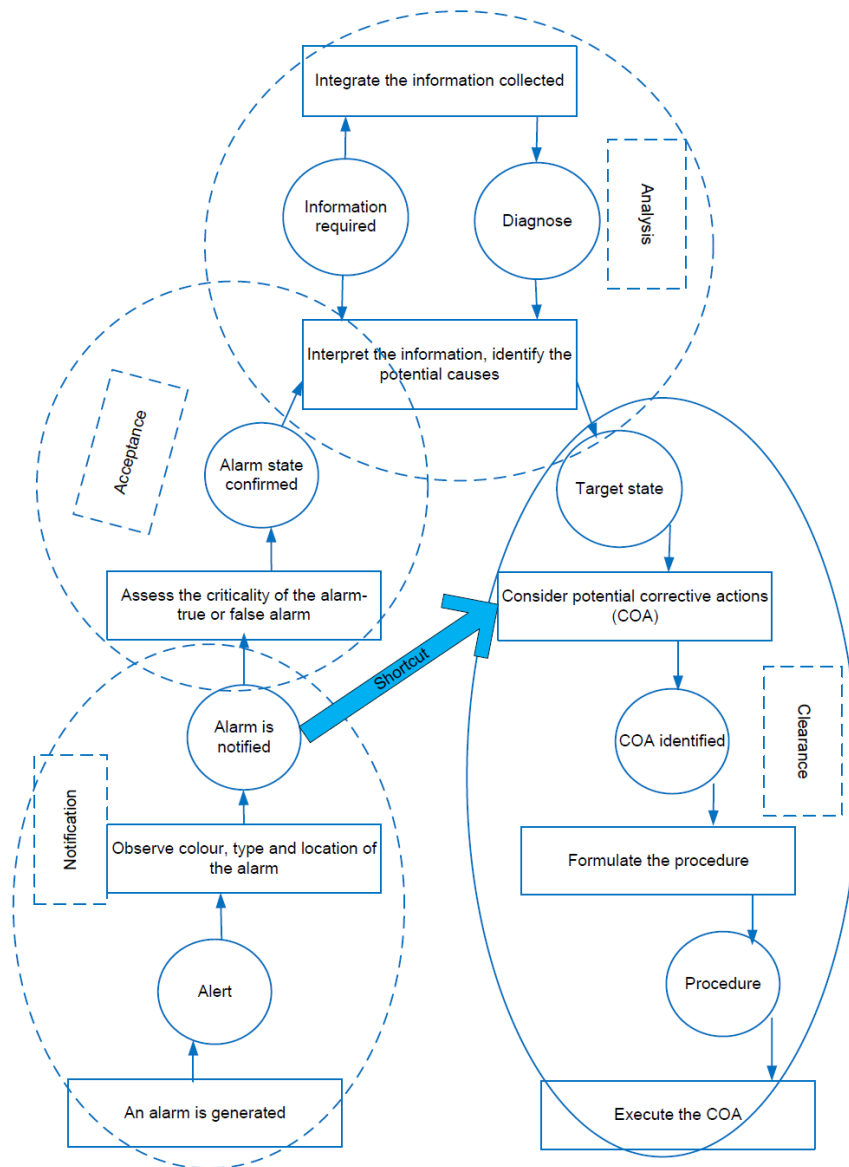 Integrate the information collected
Information
required
Diagnose
Analysis
Interpret the information, identify the
potential causes
Acceptance
Alarm state
confirmed
Target state
Assess the criticality of the alarm-
true or false alarm
Consider potential corrective actions
(COA)
Shortcut
Alarm is
notified
COA identified
Clearance
Notification
Observe colour, type and location of
the alarm
Formulate the procedure
Alert
Procedure
An alarm is generated
Execute the COA